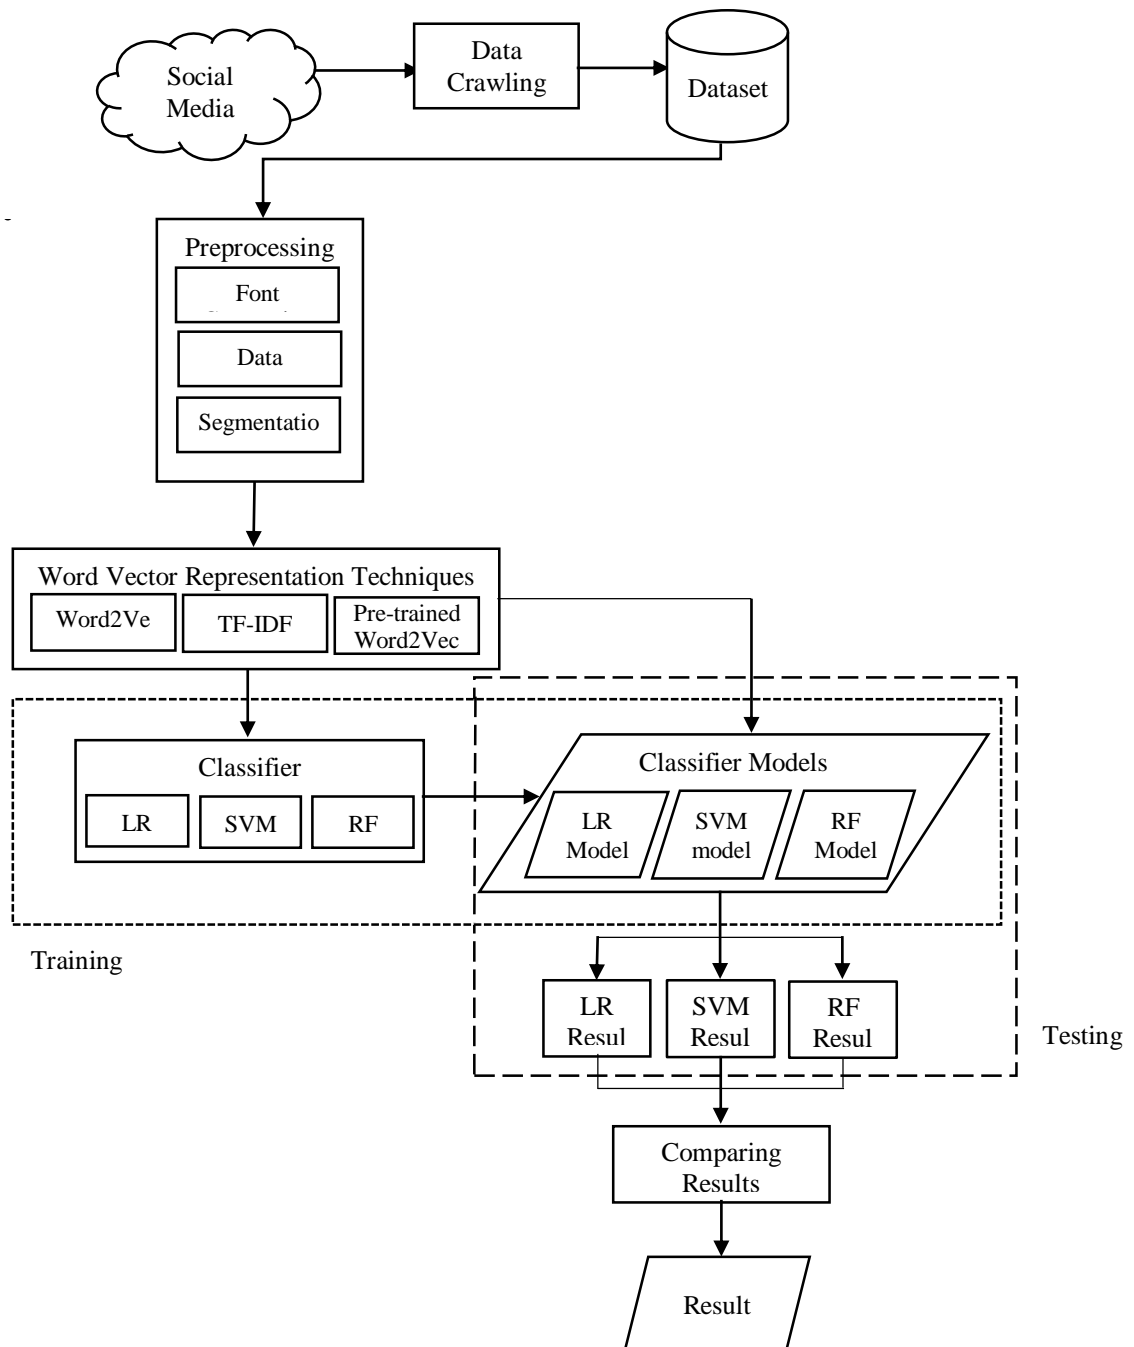 Social
Media
Data
Crawling
Dataset
Preprocessing
Font
Data
Segmentatio
Word Vector Representation Techniques
Word2Ve
TF-IDF
Pre-trained
Word2Vec
Classifier
LR
SVM
RF
Classifier Models
LR
Model
SVM
model
RF
Model
Training
LR
Resul
SVM
Resul
RF
Resul
Testing
Comparing
Results
Result